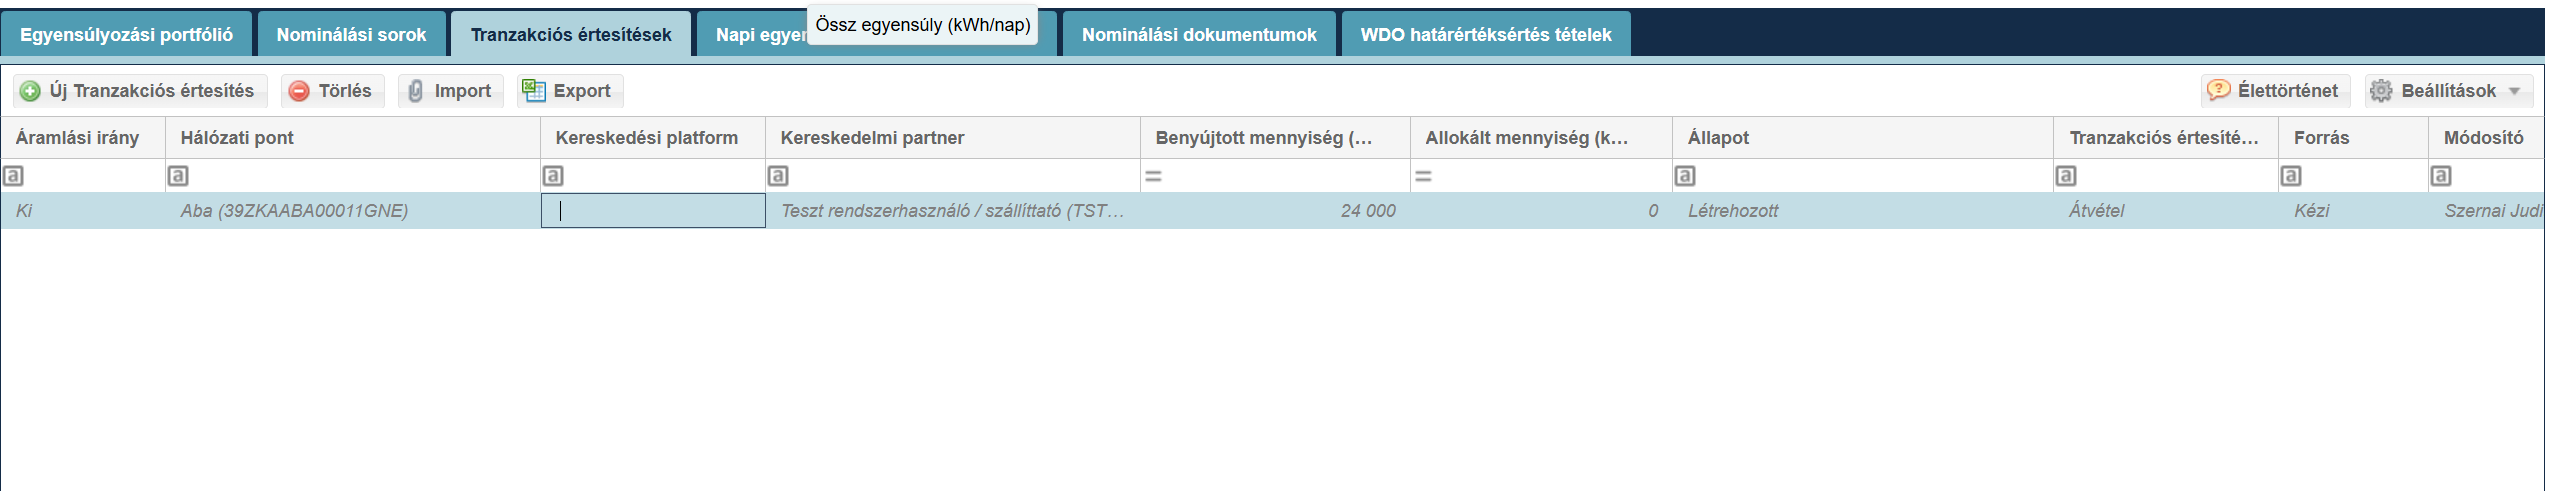 Össz egyensúly (kWh/nap)
Egyensúlyozási portfólió Nominálási sorok Tranzakciós értesítések Napi egyen Nominálási dokumentumok WDO határértéksértés tételek
Új Tranzakciós értesítés Törlés Import Export Élettörténet Beállítások
Áramlási irány Hálózati pont Kereskedési platform Kereskedelmi partner Benyújtott mennyiség (... Allokált mennyiség (k... Állapot Tranzakciós értesíté... Forrás Módosító
a a a a = = a a a a
Ki Aba (39ZKAABA00011GNE) Teszt rendszerhasználó / szállíttató (TST... 24 000 0 Létrehozott Átvétel Kézi Szernai Judi